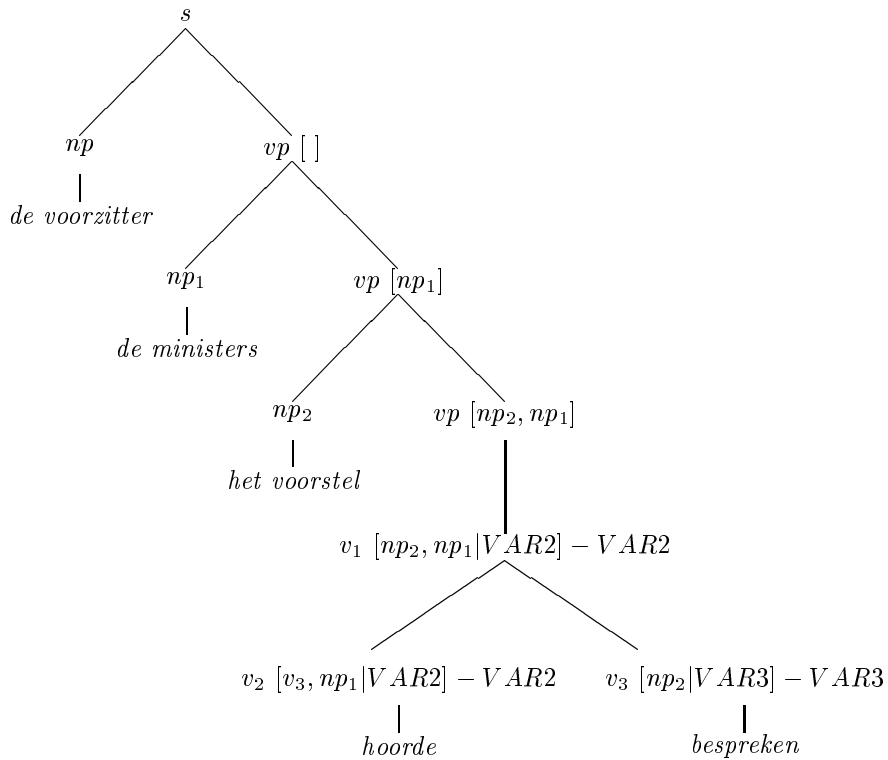 s
np vp [ ]
de voorzitter
np₁ vp [np₁]
de ministers
np₂ vp [np₂, np₁]
het voorstel
v₁ [np₂, np₁|VAR2] − VAR2
v₂ [v₃, np₁|VAR2] − VAR2 v₃ [np₂|VAR3] − VAR3
hoorde bespreken